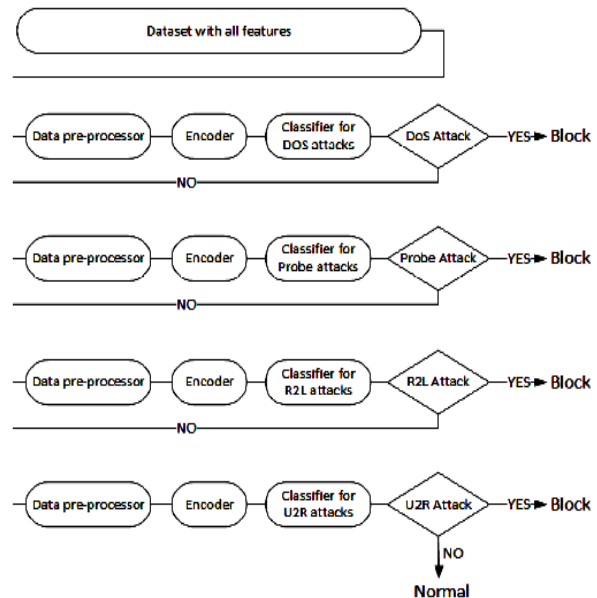 Dataset with all features
Data pre-processor
Encoder
Classifier for
DOS attacks
DoS Attack
YES
Block
NO
Data pre-processor
Encoder
Classifier for
Probe attacks
Probe Attack
YES
Block
NO
Data pre-processor
Encoder
Classifier for
R2L attacks
R2L Attack
YES
Block
NO
Data pre-processor
Encoder
Classifier for
U2R attacks
U2R Attack
YES
Block
NO
Normal